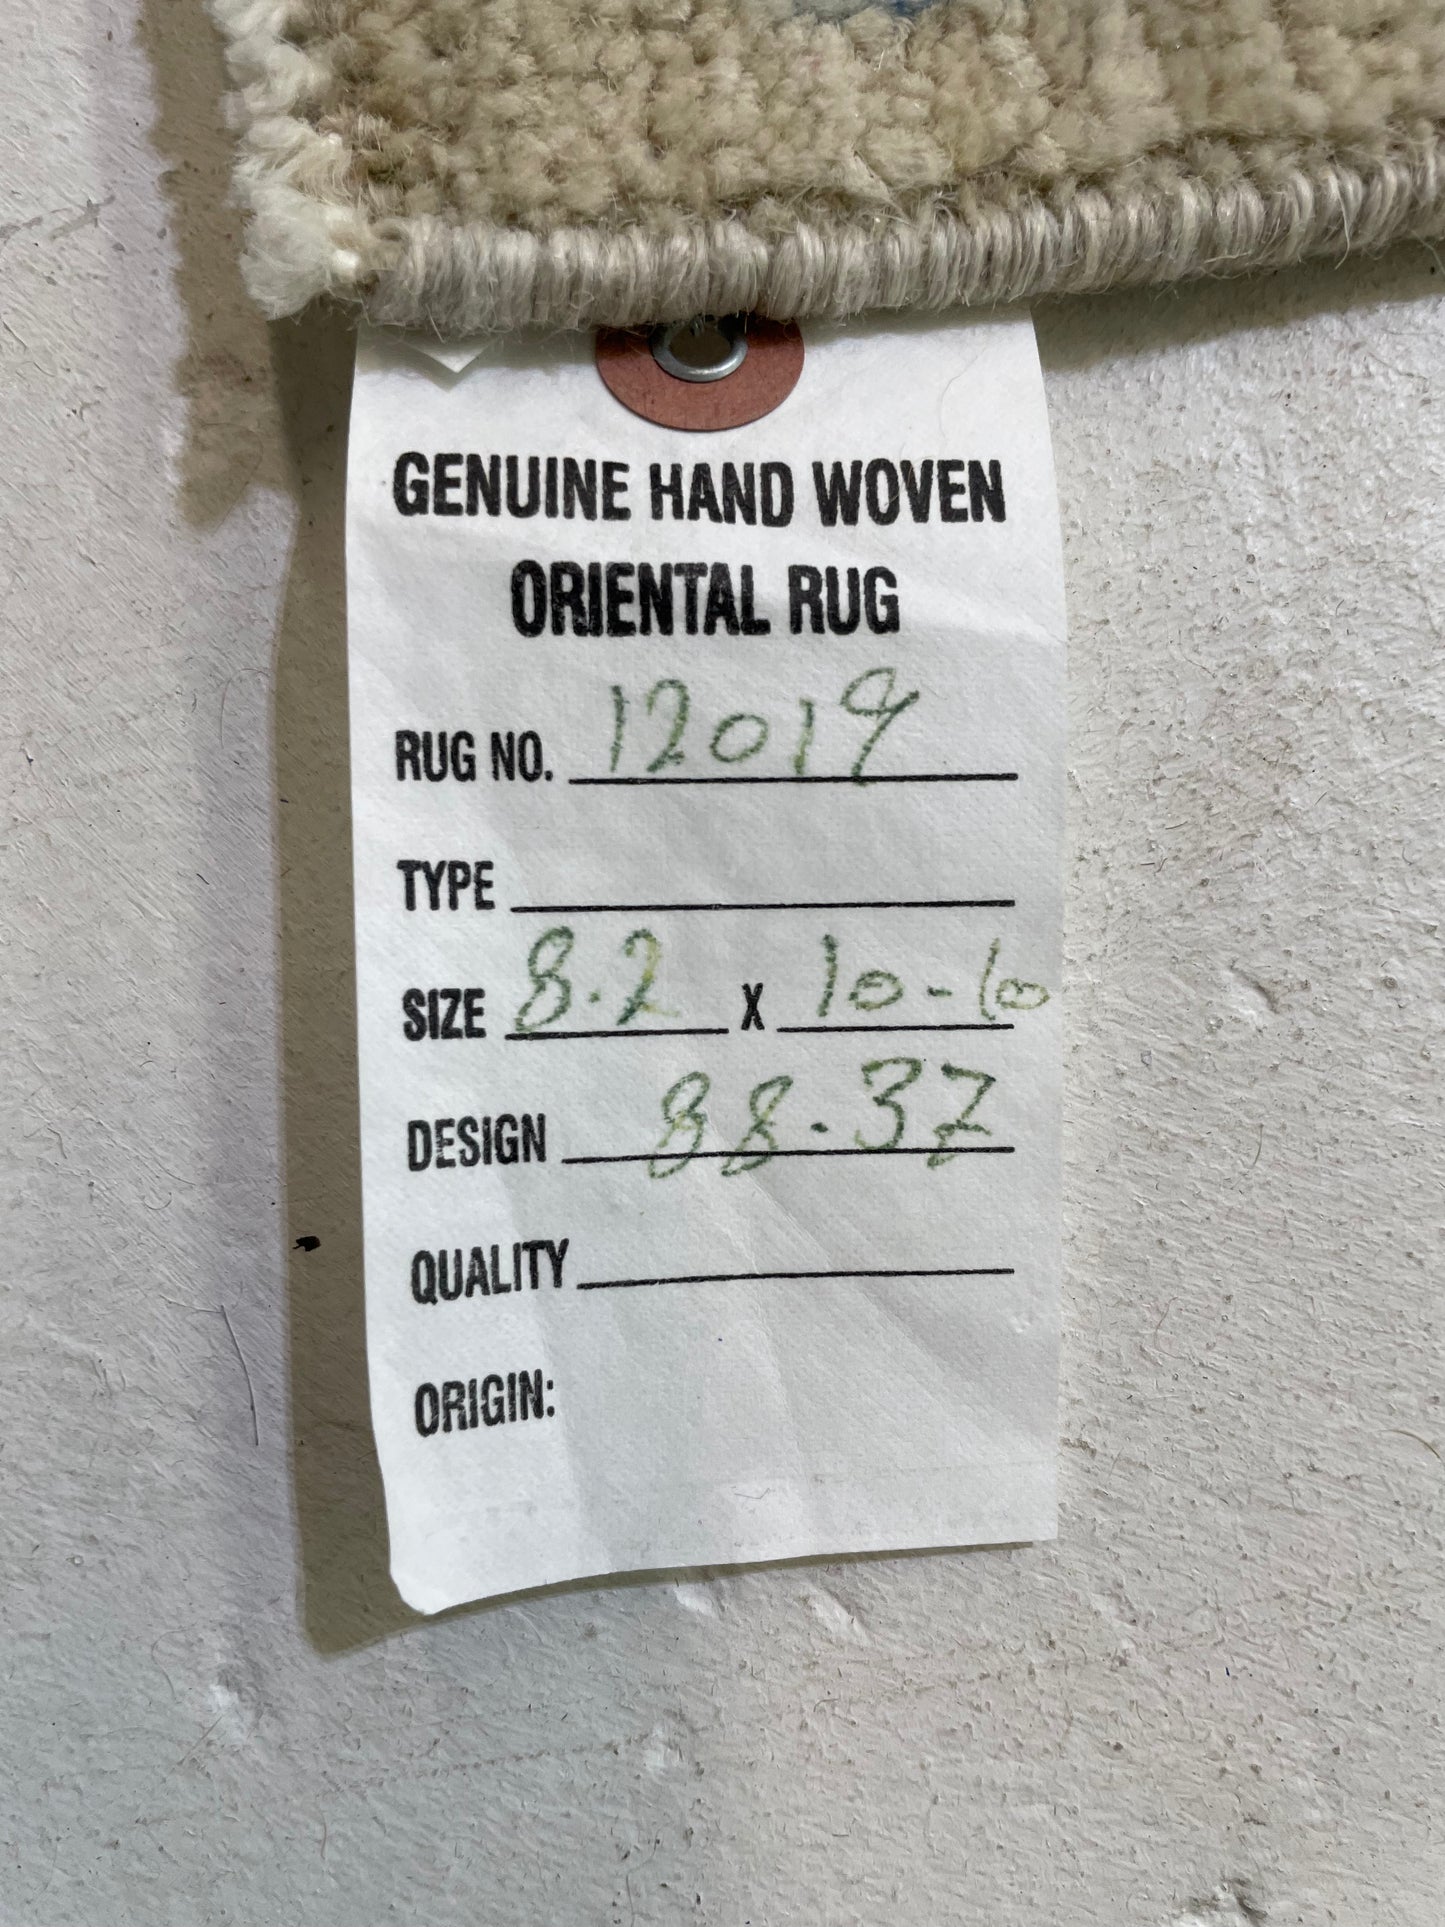 GENUINE HAND WOVEN
ORIENTAL RUG
RUG NO. 12019
TYPE
SIZE 8.2 X 10-10
DESIGN 88-37
QUALITY
ORIGIN: